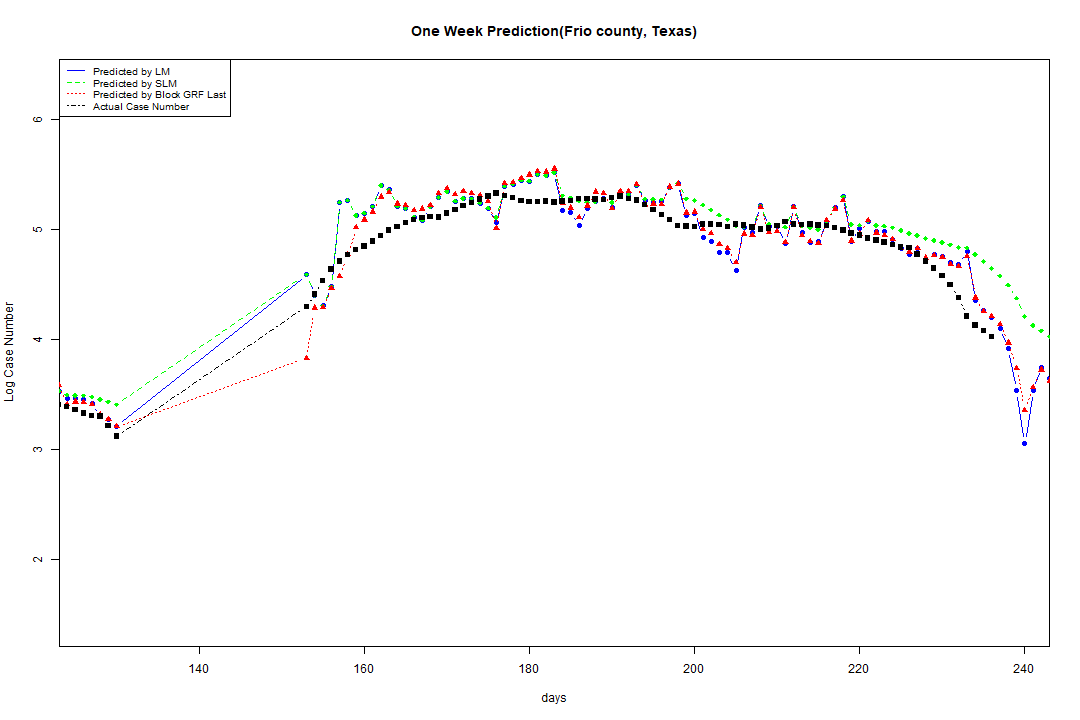 One Week Prediction(Frio county, Texas)
Predicted by LM
Predicted by SLM
Predicted by Block GRF Last
Actual Case Number
6
5
4
3
2
Log Case Number
140 160 180 200 220 240
days